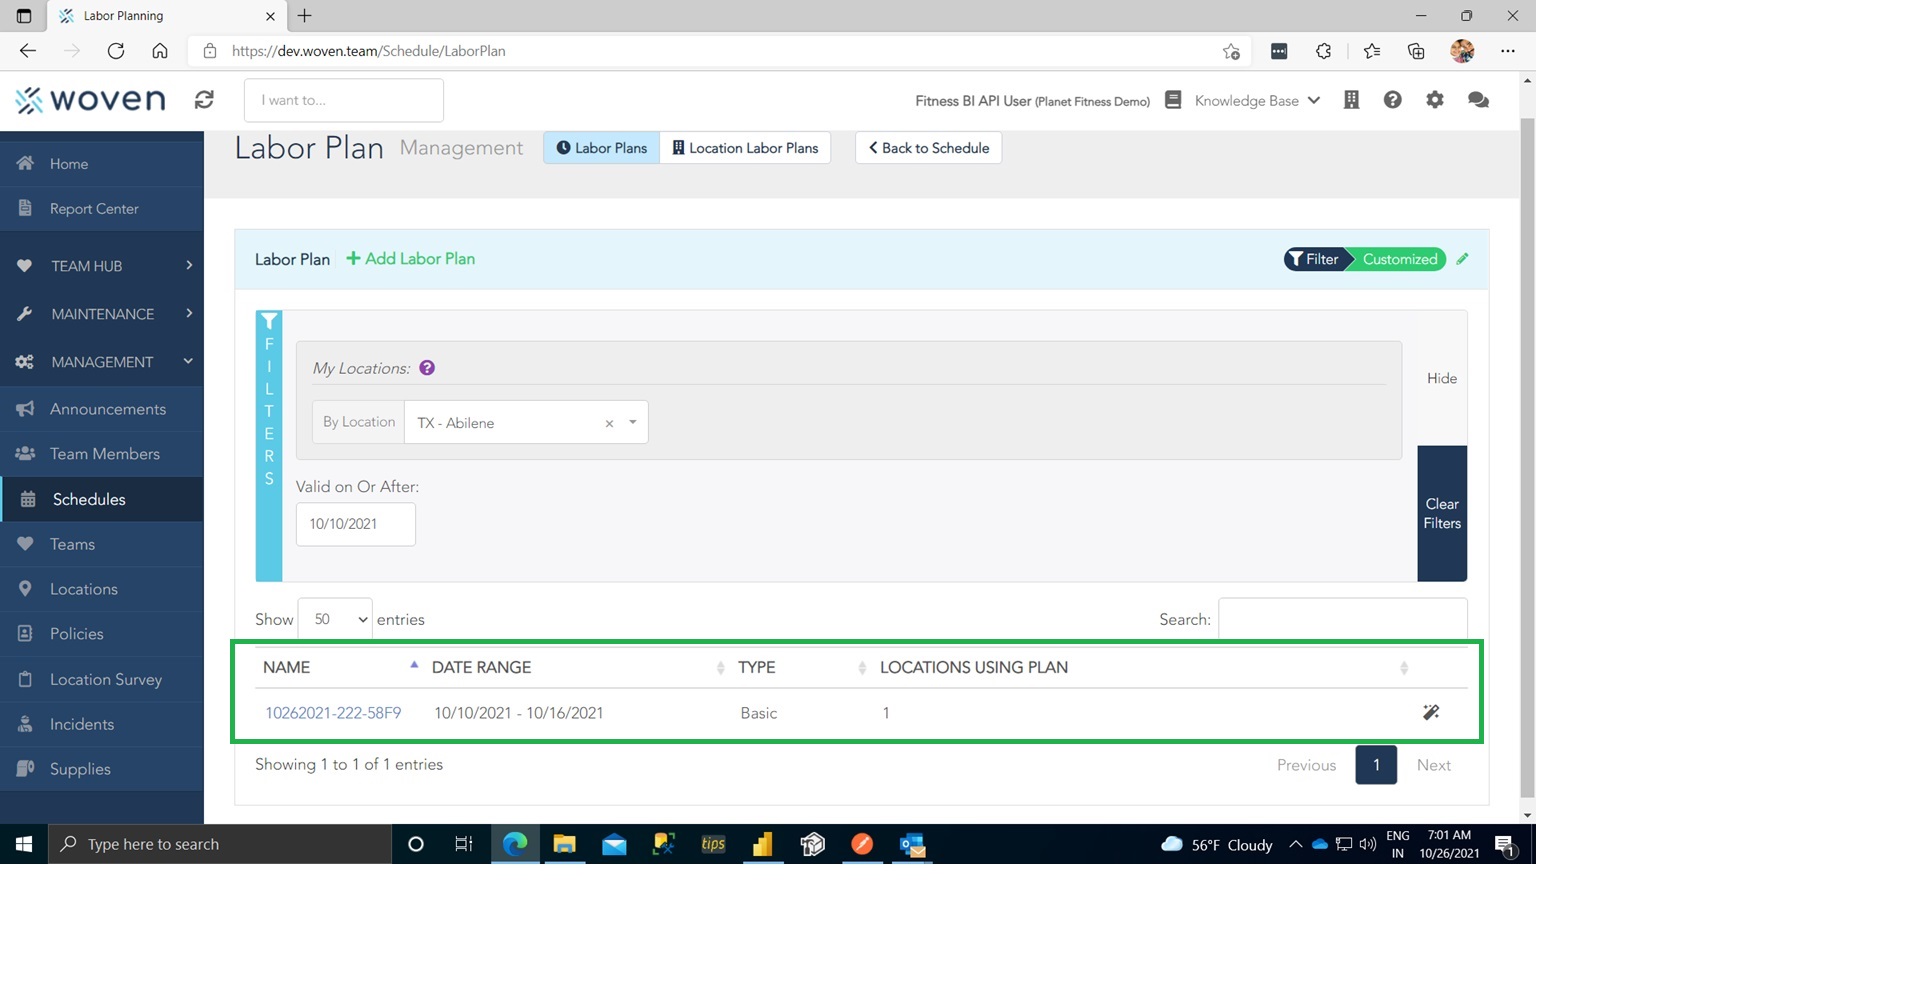 Labor Planning
https://dev.woven.team/Schedule/LaborPlan
woven
I want to...
Fitness BI API User (Planet Fitness Demo)
Knowledge Base
Labor Plan Management
Labor Plans
Location Labor Plans
Back to Schedule
Home
Report Center
TEAM HUB
MAINTENANCE
MANAGEMENT
Announcements
Team Members
Schedules
Teams
Locations
Policies
Location Survey
Incidents
Supplies
Labor Plan
+ Add Labor Plan
Filter
Customized
FILTERS
My Locations: ?
Hide
By Location
TX - Abilene
Valid on Or After:
10/10/2021
Clear
Filters
Show 50 entries
Search:
NAME DATE RANGE TYPE LOCATIONS USING PLAN
10262021-222-58F9 10/10/2021 - 10/16/2021 Basic 1
Showing 1 to 1 of 1 entries
Previous 1 Next
Type here to search
tips
56°F Cloudy
ENG
IN
7:01 AM
10/26/2021
1